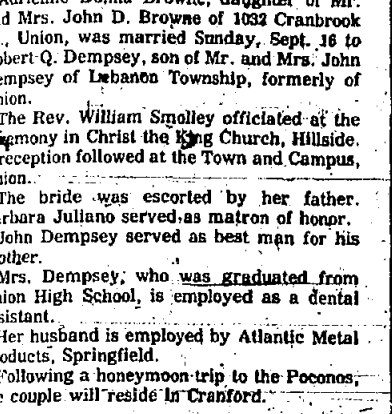 Adrienne Donna Browne, daughter of Mr.
d Mrs. John D. Browne of 1032 Cranbrook
., Union, was married Sunday, Sept. 16 to
obert Q. Dempsey, son of Mr. and Mrs. John
empsey of Lebanon Township, formerly of
nion.
The Rev. William Smolley officiated at the
remony in Christ the King Church, Hillside.
reception followed at the Town and Campus,
nion.
The bride was escorted by her father.
rbara Juliano served as matron of honor.
John Dempsey served as best man for his
other.
Mrs. Dempsey, who was graduated from
nion High School, is employed as a dental
sistant.
Her husband is employed by Atlantic Metal
oducts, Springfield.
Following a honeymoon trip to the Poconos,
e couple will reside in Cranford.